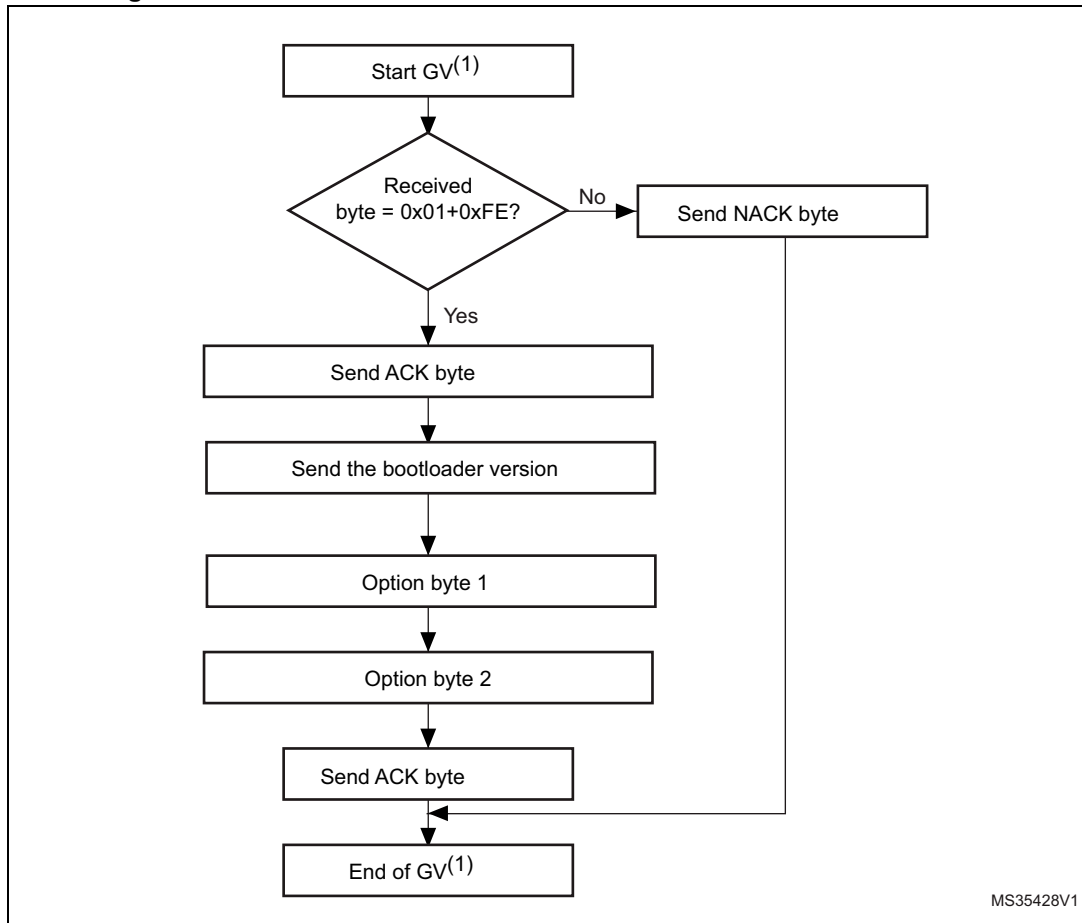 Start GV(1)
Received
byte = 0x01+0xFE?
No
Send NACK byte
Yes
Send ACK byte
Send the bootloader version
Option byte 1
Option byte 2
Send ACK byte
End of GV(1)
MS35428V1